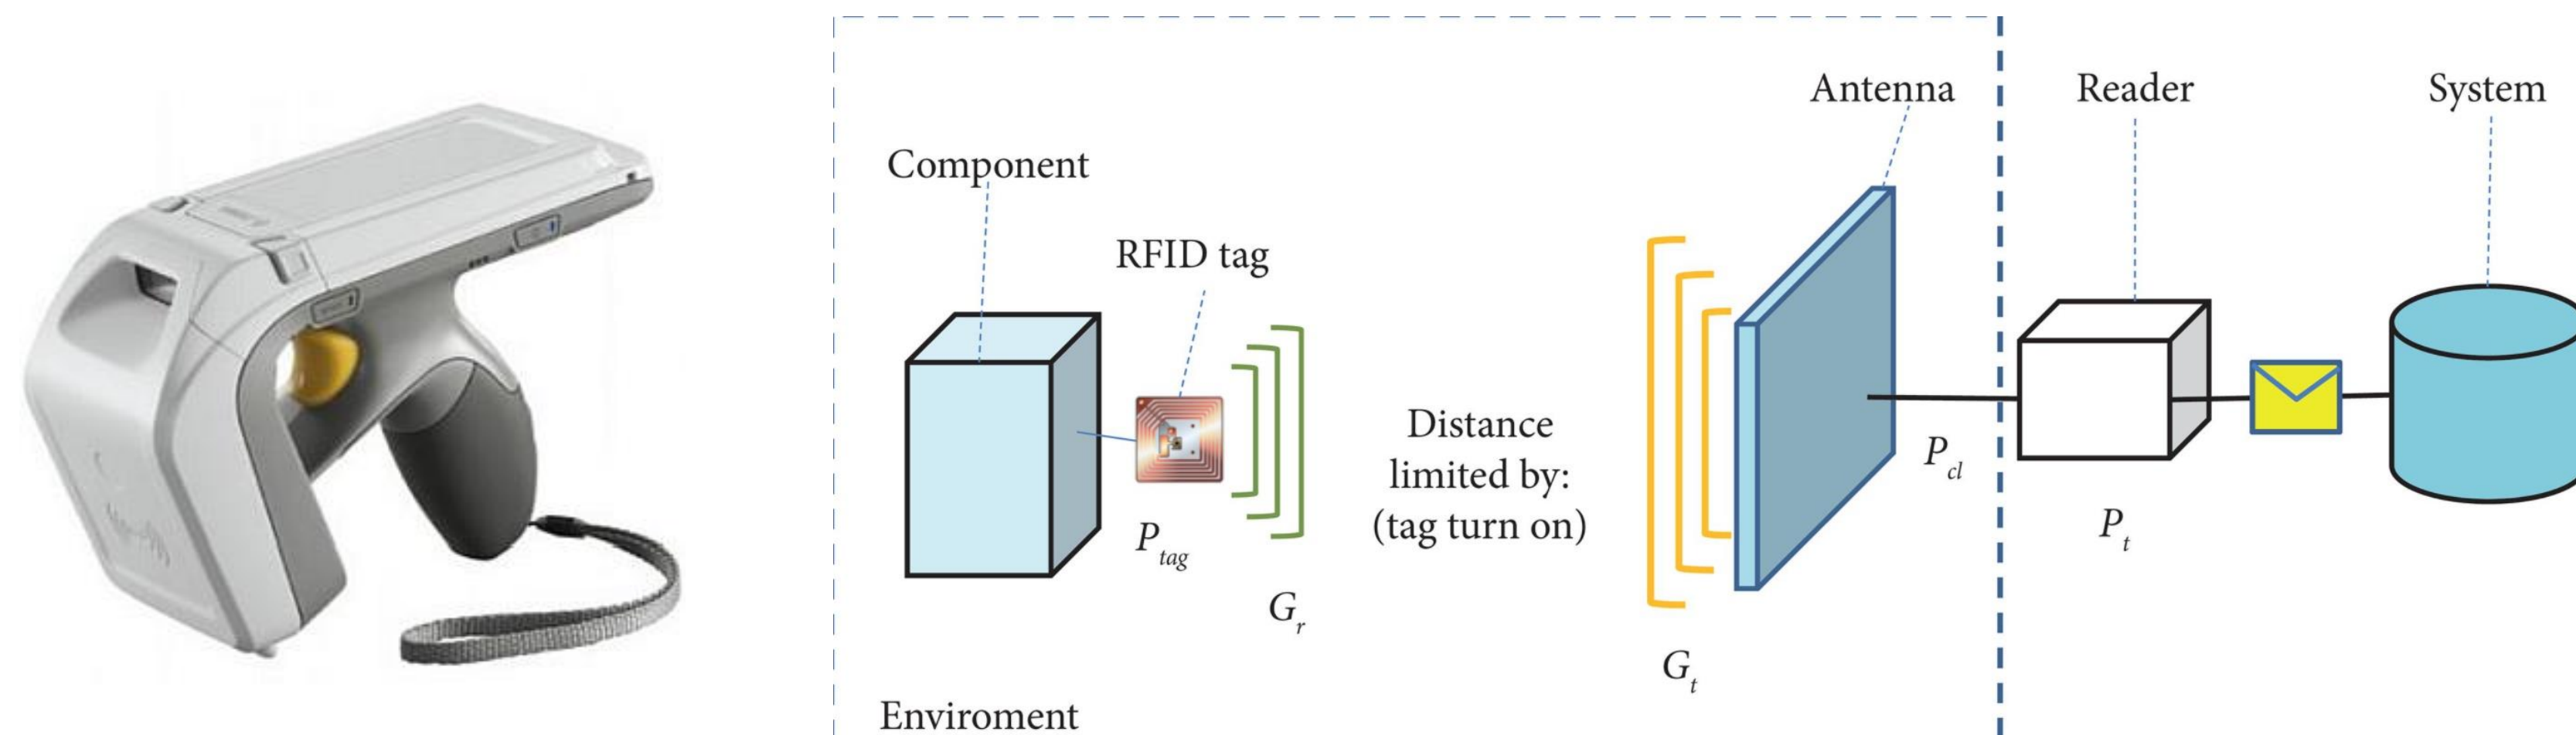 Antenna
Reader
System
Component
RFID tag
Distance
limited by:
(tag turn on)
P_cl
P_tag
P_t
G_r
G_t
Enviroment